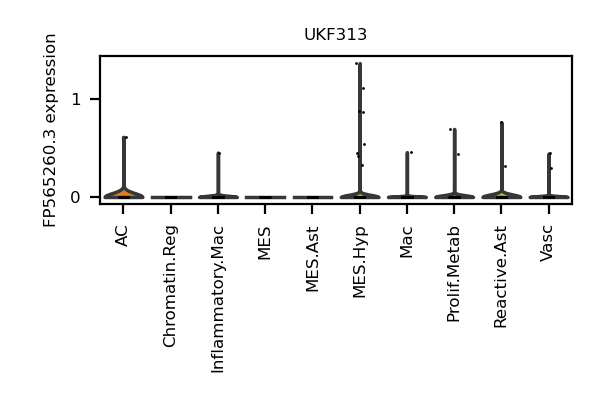 UKF313
FP565260.3 expression
1
0
AC
Chromatin.Reg
Inflammatory.Mac
MES
MES.Ast
MES.Hyp
Mac
Prolif.Metab
Reactive.Ast
Vasc